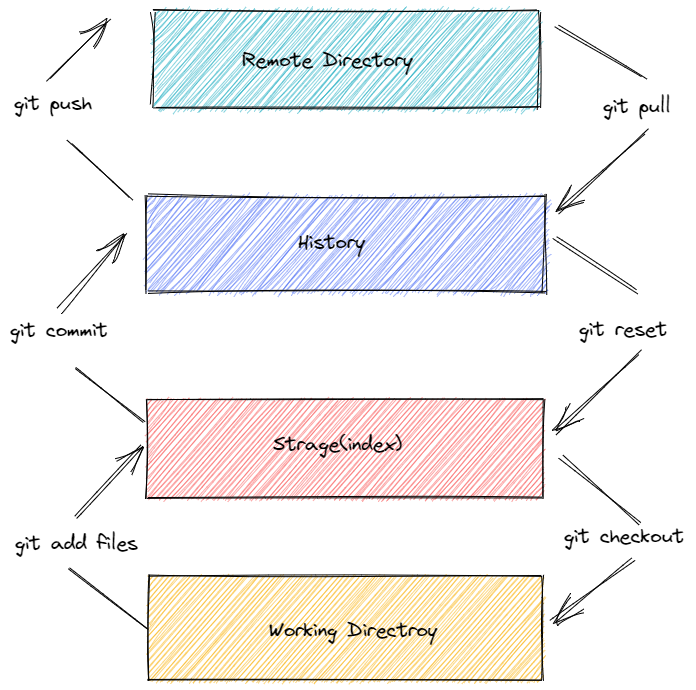 Remote Directory
git push
git pull
History
git commit
git reset
Strage(index)
git add files
git checkout
Working Directroy